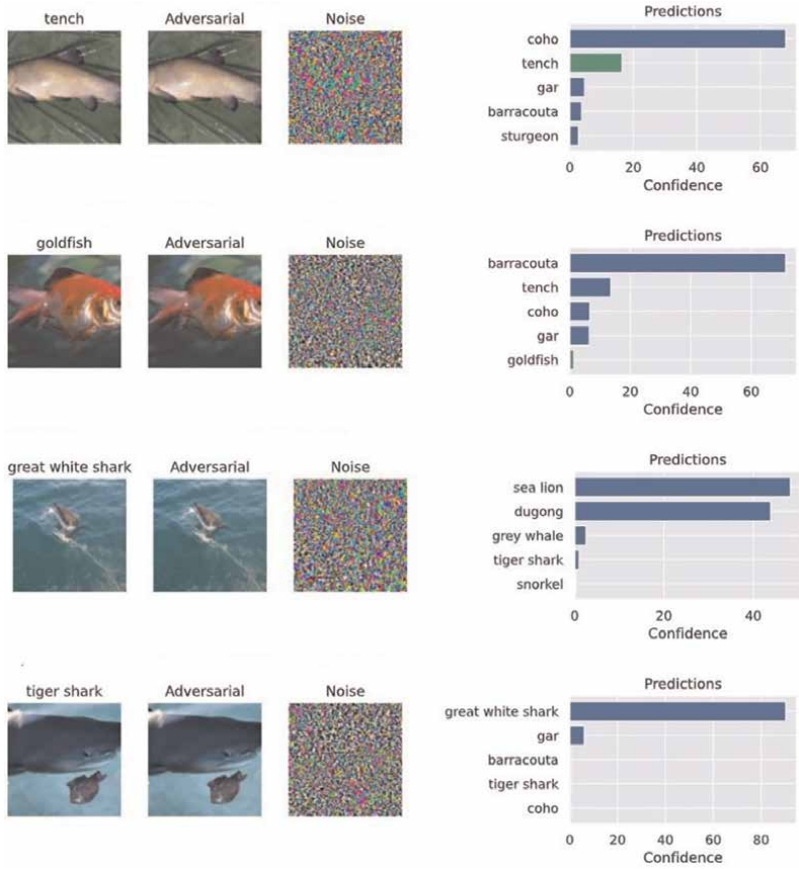 tench Adversarial Noise Predictions
coho
tench
gar
barracouta
sturgeon
0 20 40 60
Confidence
goldfish Adversarial Noise Predictions
barracouta
tench
coho
gar
goldfish
0 20 40 60
Confidence
great white shark Adversarial Noise Predictions
sea lion
dugong
grey whale
tiger shark
snorkel
0 20 40
Confidence
tiger shark Adversarial Noise Predictions
great white shark
gar
barracouta
tiger shark
coho
0 20 40 60 80
Confidence